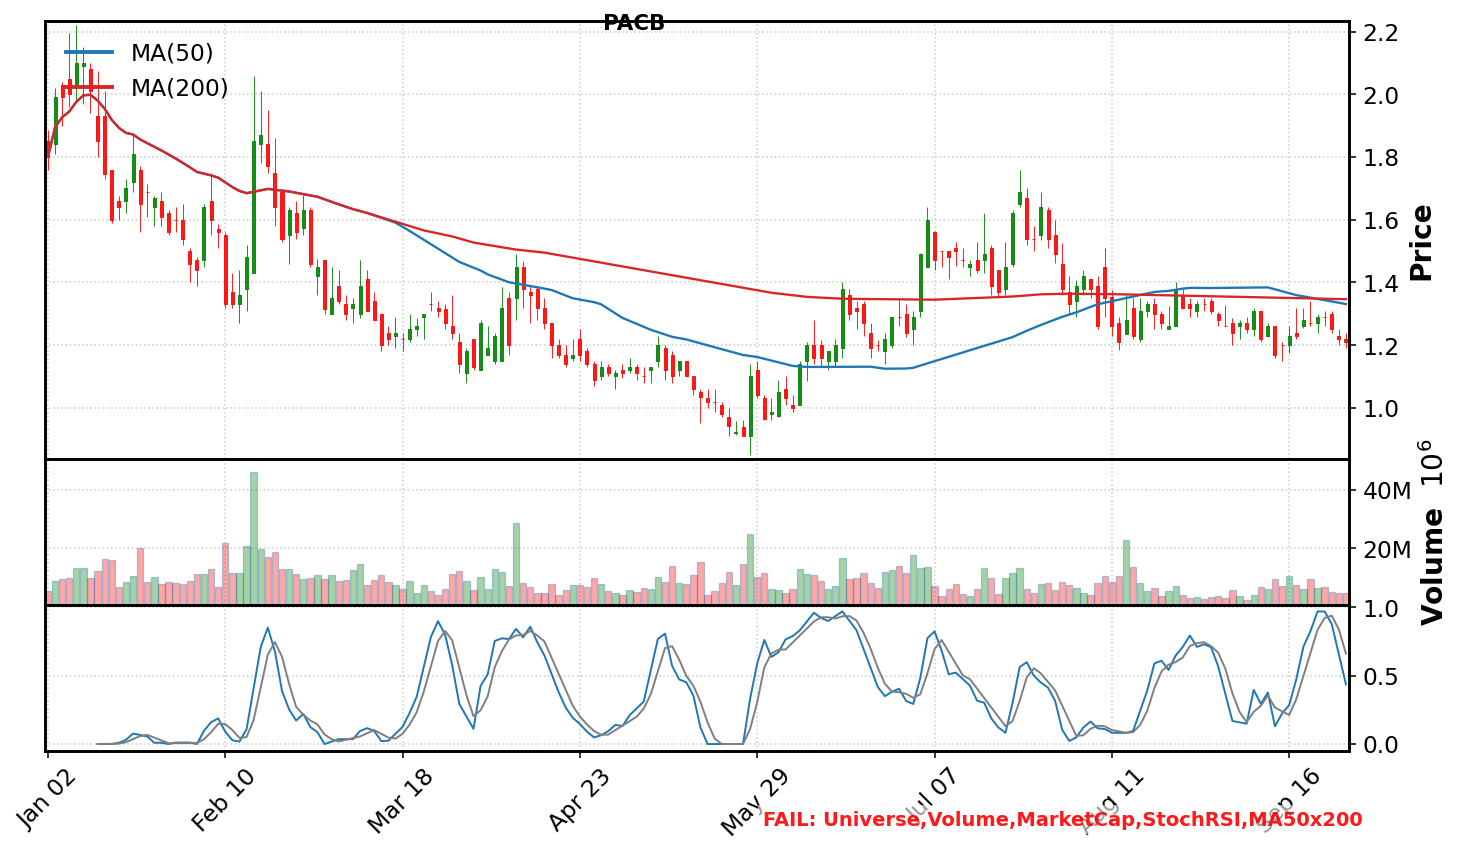 PACB
MA(50)
MA(200)
2.2
2.0
1.8
1.6
1.4
1.2
1.0
Price
10⁶
40M
20M
Volume
1.0
0.5
0.0
Jan 02
Feb 10
Mar 18
Apr 23
May 29
Jul 07
Aug 11
Sep 16
FAIL: Universe,Volume,MarketCap,StochRSI,MA50x200